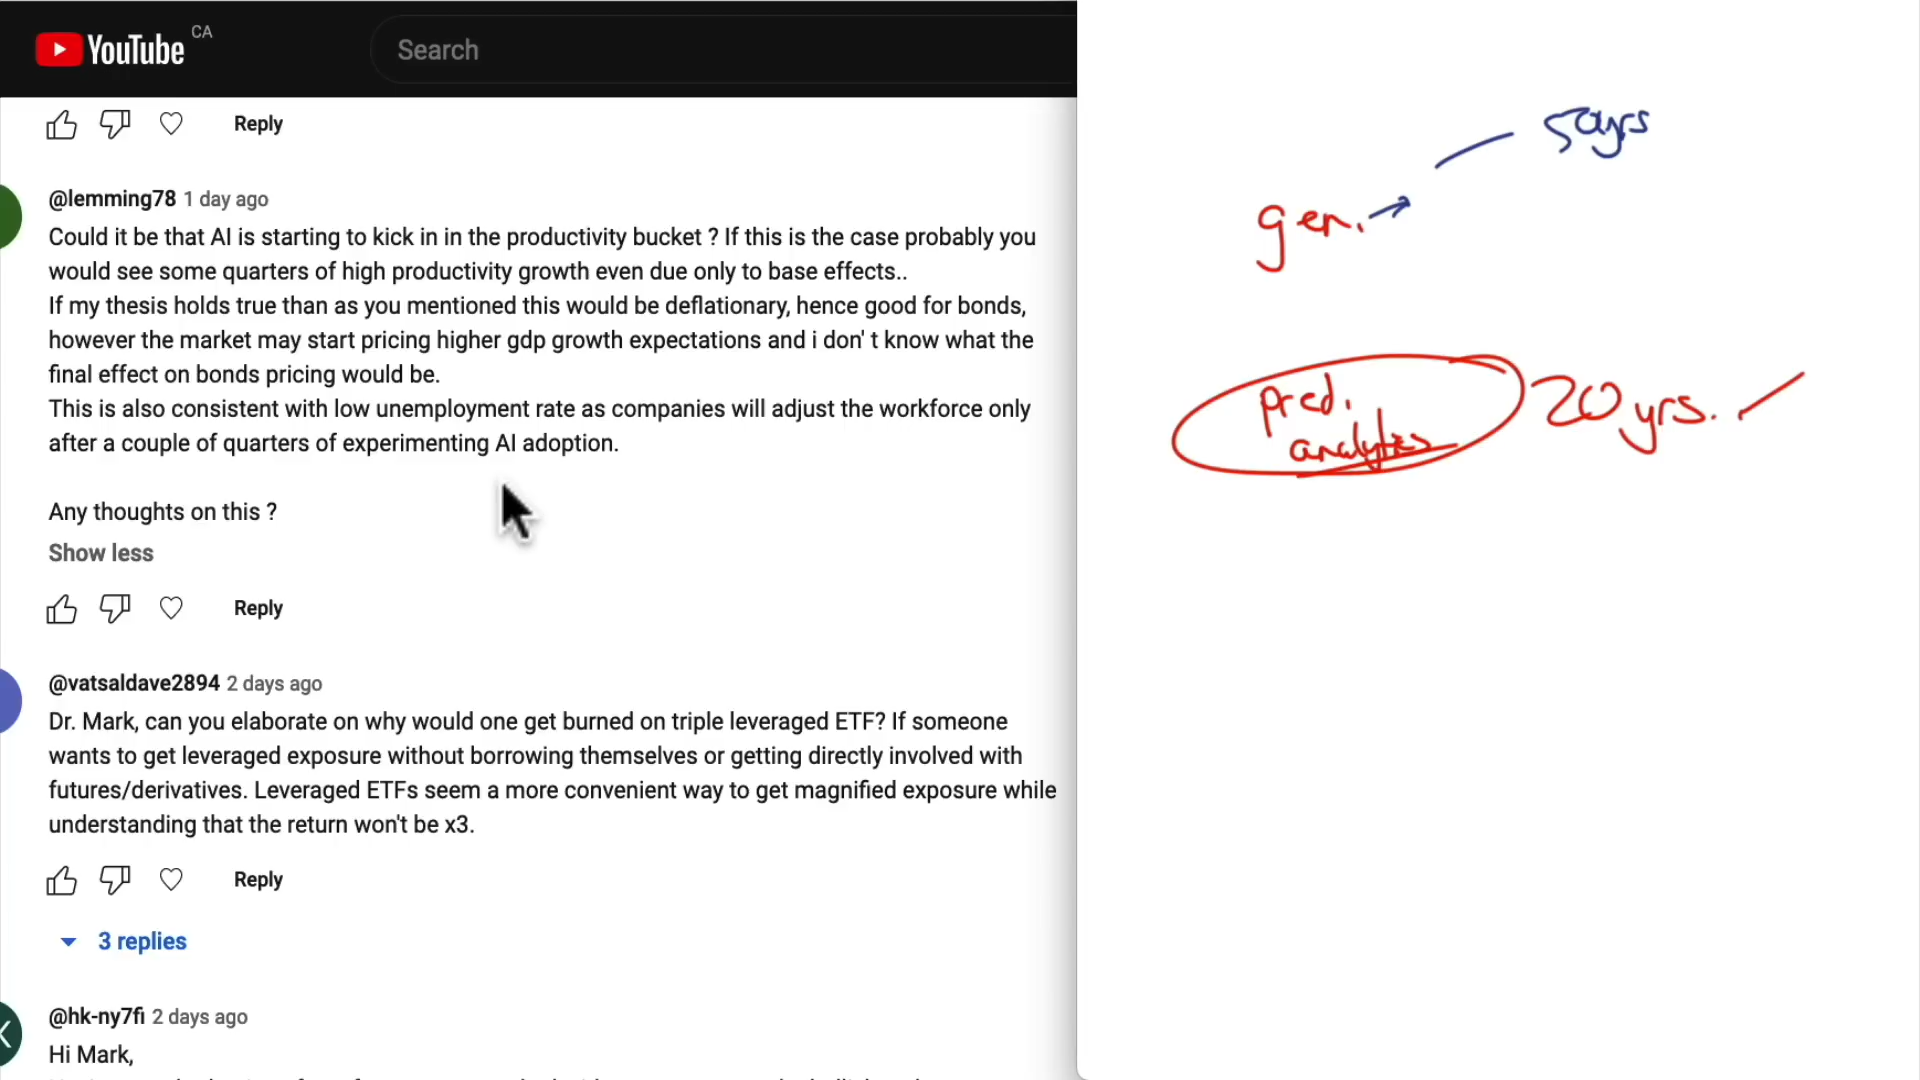 YouTube CA
Search
Reply
@lemming78 1 day ago
Could it be that AI is starting to kick in in the productivity bucket ? If this is the case probably you
would see some quarters of high productivity growth even due only to base effects..
If my thesis holds true than as you mentioned this would be deflationary, hence good for bonds,
however the market may start pricing higher gdp growth expectations and i don' t know what the
final effect on bonds pricing would be.
This is also consistent with low unemployment rate as companies will adjust the workforce only
after a couple of quarters of experimenting AI adoption.
Any thoughts on this ?
Show less
Reply
@vatsaldave2894 2 days ago
Dr. Mark, can you elaborate on why would one get burned on triple leveraged ETF? If someone
wants to get leveraged exposure without borrowing themselves or getting directly involved with
futures/derivatives. Leveraged ETFs seem a more convenient way to get magnified exposure while
understanding that the return won't be x3.
Reply
3 replies
@hk-ny7fi 2 days ago
Hi Mark,
50yrs
gen.
pred.
analytics
20 yrs.